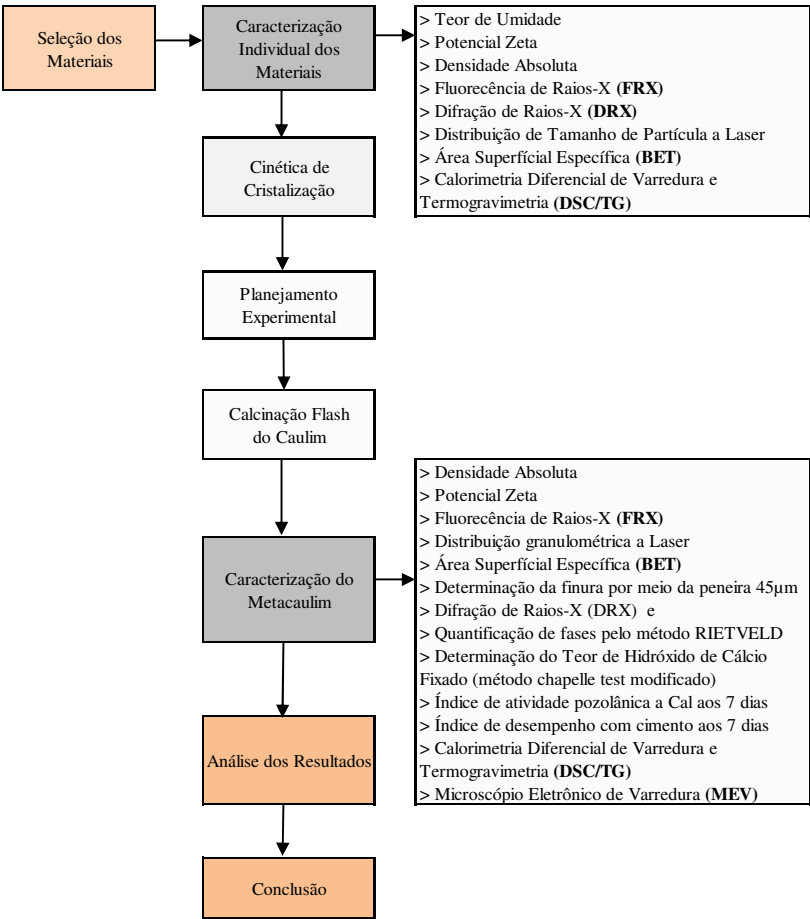 Seleção dos
Materiais
Caracterização
Individual dos
Materiais
> Teor de Umidade
> Potencial Zeta
> Densidade Absoluta
> Fluorecência de Raios-X (FRX)
> Difração de Raios-X (DRX)
> Distribuição de Tamanho de Partícula a Laser
> Área Superfícial Específica (BET)
> Calorimetria Diferencial de Varredura e
Termogravimetria (DSC/TG)
Cinética de
Cristalização
Planejamento
Experimental
Calcinação Flash
do Caulim
Caracterização do
Metacaulim
> Densidade Absoluta
> Potencial Zeta
> Fluorecência de Raios-X (FRX)
> Distribuição granulométrica a Laser
> Área Superfícial Específica (BET)
> Determinação da finura por meio da peneira 45µm
> Difração de Raios-X (DRX) e
> Quantificação de fases pelo método RIETVELD
> Determinação do Teor de Hidróxido de Cálcio
Fixado (método chapelle test modificado)
> Índice de atividade pozolânica a Cal aos 7 dias
> Índice de desempenho com cimento aos 7 dias
> Calorimetria Diferencial de Varredura e
Termogravimetria (DSC/TG)
> Microscópio Eletrônico de Varredura (MEV)
Análise dos Resultados
Conclusão